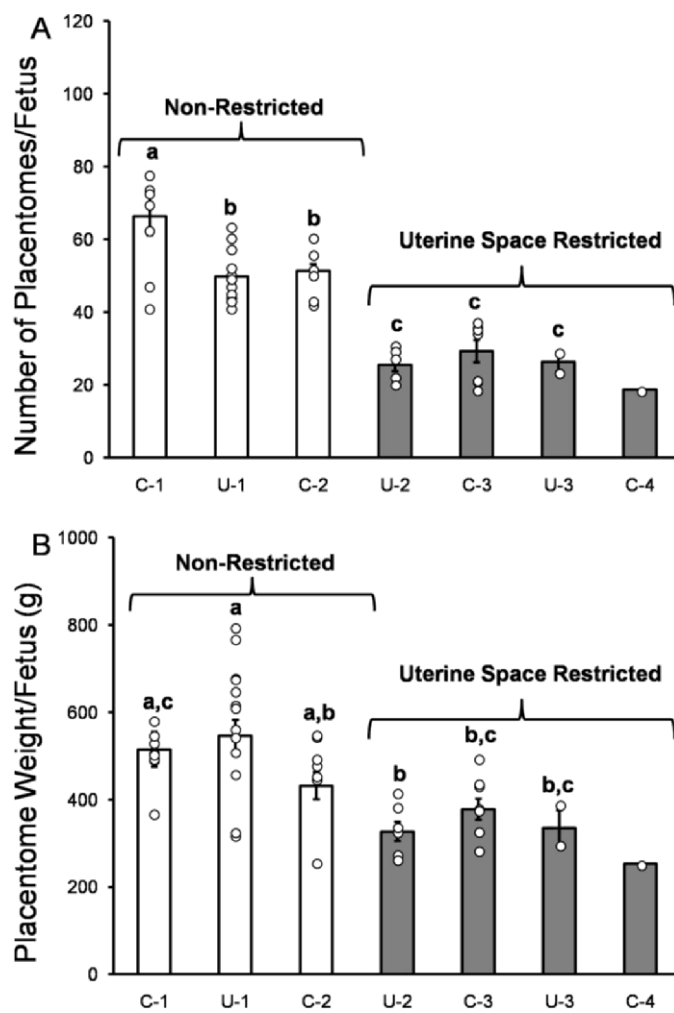 A
Number of Placentomes/Fetus
120
100
80
60
40
20
0
Non-Restricted
Uterine Space Restricted
a
b
b
c
c
c
C-1 U-1 C-2 U-2 C-3 U-3 C-4
B
Placentome Weight/Fetus (g)
1000
800
600
400
200
0
Non-Restricted
Uterine Space Restricted
a,c
a
a,b
b
b,c
b,c
C-1 U-1 C-2 U-2 C-3 U-3 C-4